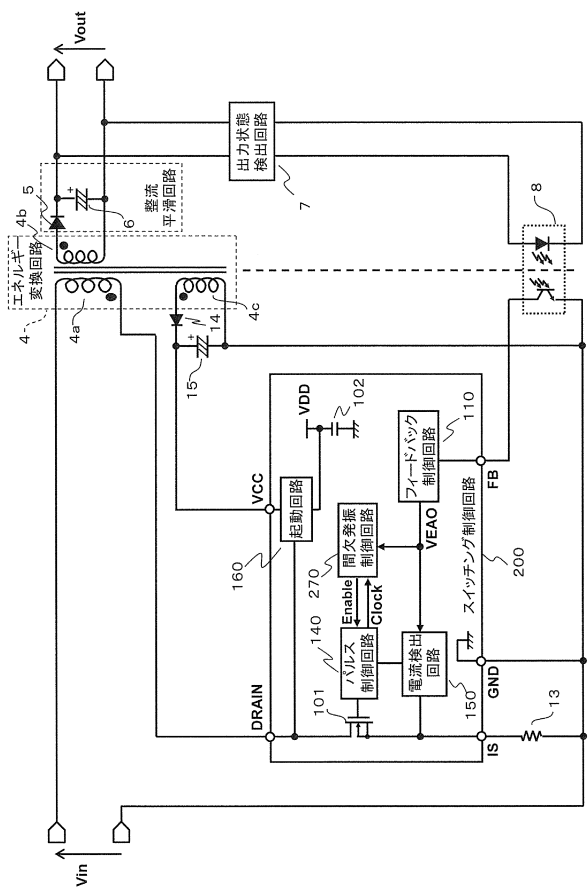 Vin
Vout
エネルギー
変換回路
4
4a
4b
4c
5
6
整流
平滑回路
出力状態
検出回路
7
8
14
15
VCC
VDD
102
起動回路
160
DRAIN
101
パルス
制御回路
140
Enable
Clock
間欠発振
制御回路
270
VEAO
フィードバック
制御回路
110
電流検出
回路
150
スイッチング制御回路
200
FB
GND
IS
13